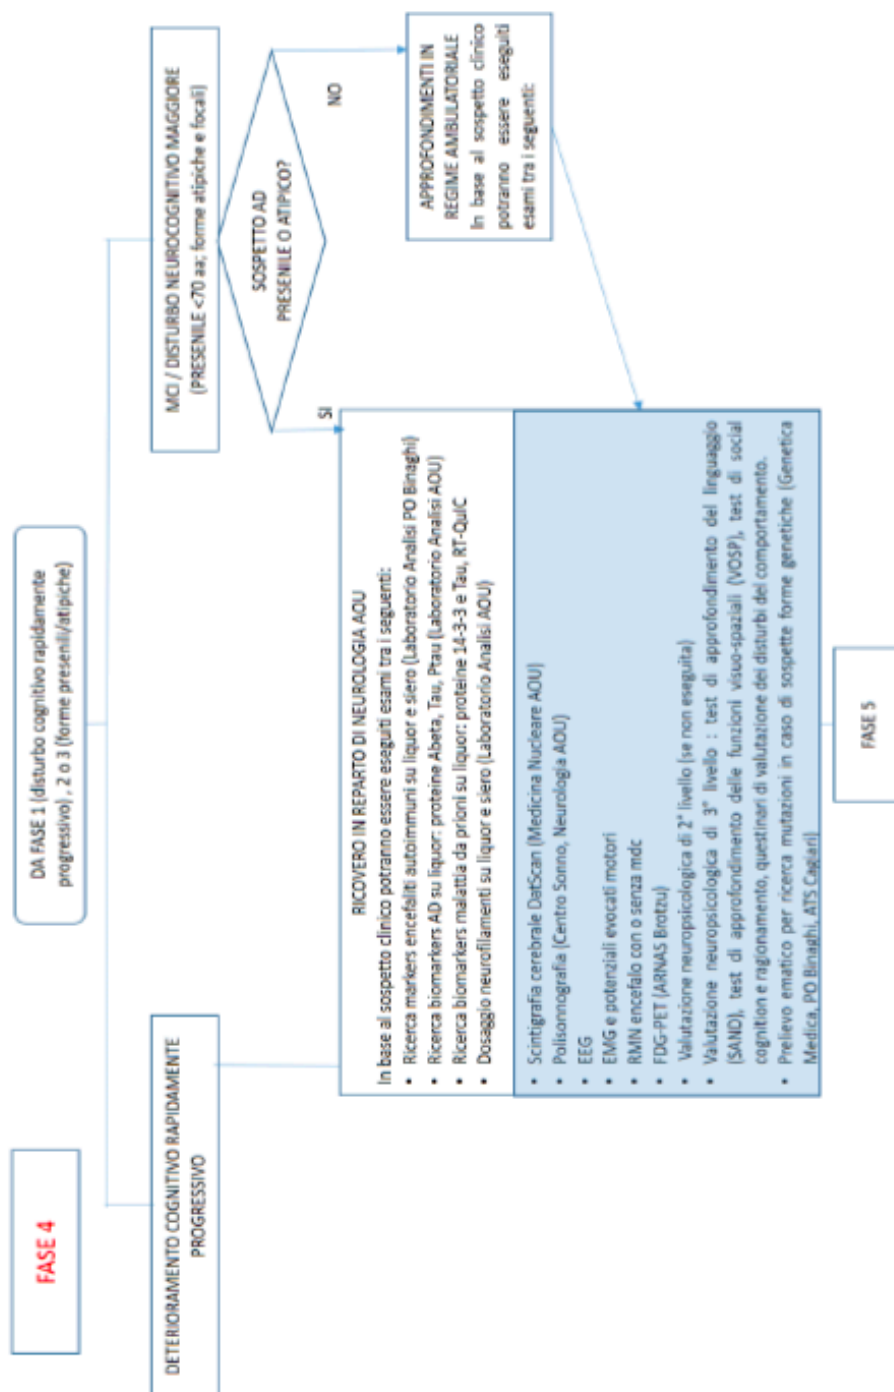 FASE 4
DA FASE 1 (disturbo cognitivo rapidamente
progressivo) , 2 o 3 (forme presenili/atipiche)
DETERIORAMENTO COGNITIVO RAPIDAMENTE
PROGRESSIVO
MCI / DISTURBO NEUROCOGNITIVO MAGGIORE
(PRESENILE <70 aa; forme atipiche e focali)
SOSPETTO AD
PRESENILE O ATIPICO?
SI
NO
RICOVERO IN REPARTO DI NEUROLOGIA AOU
In base al sospetto clinico potranno essere eseguiti esami tra i seguenti:
• Ricerca markers encefaliti autoimmuni su liquor e siero (Laboratorio Analisi PO Binaghi)
• Ricerca biomarkers AD su liquor: proteine Abeta, Tau, Ptau (Laboratorio Analisi AOU)
• Ricerca biomarkers malattia da prioni su liquor: proteine 14-3-3 e Tau, RT-QuIC
• Dosaggio neurofilamenti su liquor e siero (Laboratorio Analisi AOU)
APPROFONDIMENTI IN
REGIME AMBULATORIALE
In base al sospetto clinico
potranno essere eseguiti
esami tra i seguenti:
• Scintigrafia cerebrale DatScan (Medicina Nucleare AOU)
• Polisonnografia (Centro Sonno, Neurologia AOU)
• EEG
• EMG e potenziali evocati motori
• RMN encefalo con o senza mdc
• FDG-PET (ARNAS Brotzu)
• Valutazione neuropsicologica di 2° livello (se non eseguita)
• Valutazione neuropsicologica di 3° livello : test di approfondimento del linguaggio
(SAND), test di approfondimento delle funzioni visuo-spaziali (VOSP), test di social
cognition e ragionamento, questinari di valutazione dei disturbi del comportamento.
• Prelievo ematico per ricerca mutazioni in caso di sospette forme genetiche (Genetica
Medica, PO Binaghi, ATS Cagiari)
FASE 5